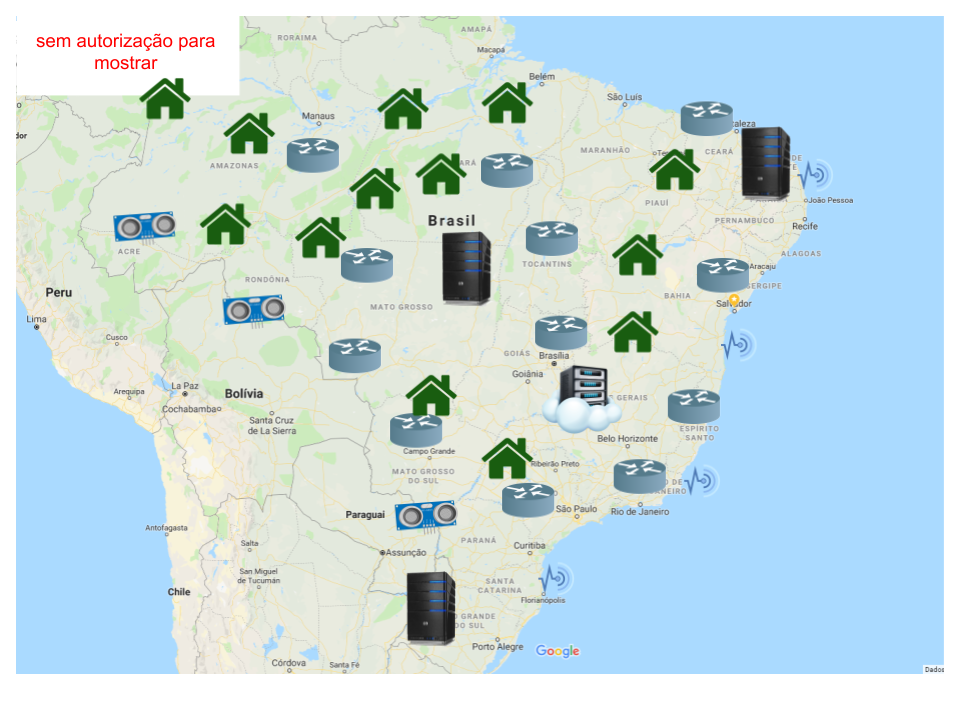 sem autorização para
mostrar
RORAIMA
AMAPÁ
Macapá
Belém
São Luis
Manaus
AMAZONAS
MARANHÃO
CEARÁ
PIAUÍ
João Pessoa
PERNAMBUCO
Recife
ACRE
Brasil
ALAGOAS
TOCANTINS
Aracaju
RONDÔNIA
Peru
BAHIA
MATO GROSSO
Salvador
Lima
Cusco
GOIÁS
Brasília
Goiânia
La Paz
Arequipa
Bolívia
Cochabamba
GERAIS
Santa Cruz
de La Sierra
ESPÍRITO
SANTO
Belo Horizonte
Campo Grande
Ribeirão Preto
MATO GROSSO
DO SUL
São Paulo
Rio de Janeiro
Paraguai
Antofagasta
PARANÁ
Curitiba
Salta
Assunção
San Miguel
de Tucumán
SANTA
CATARINA
Chile
Florianópolis
GRANDE
DO SUL
Porto Alegre
Google
Córdova
Santa Fé
Dados